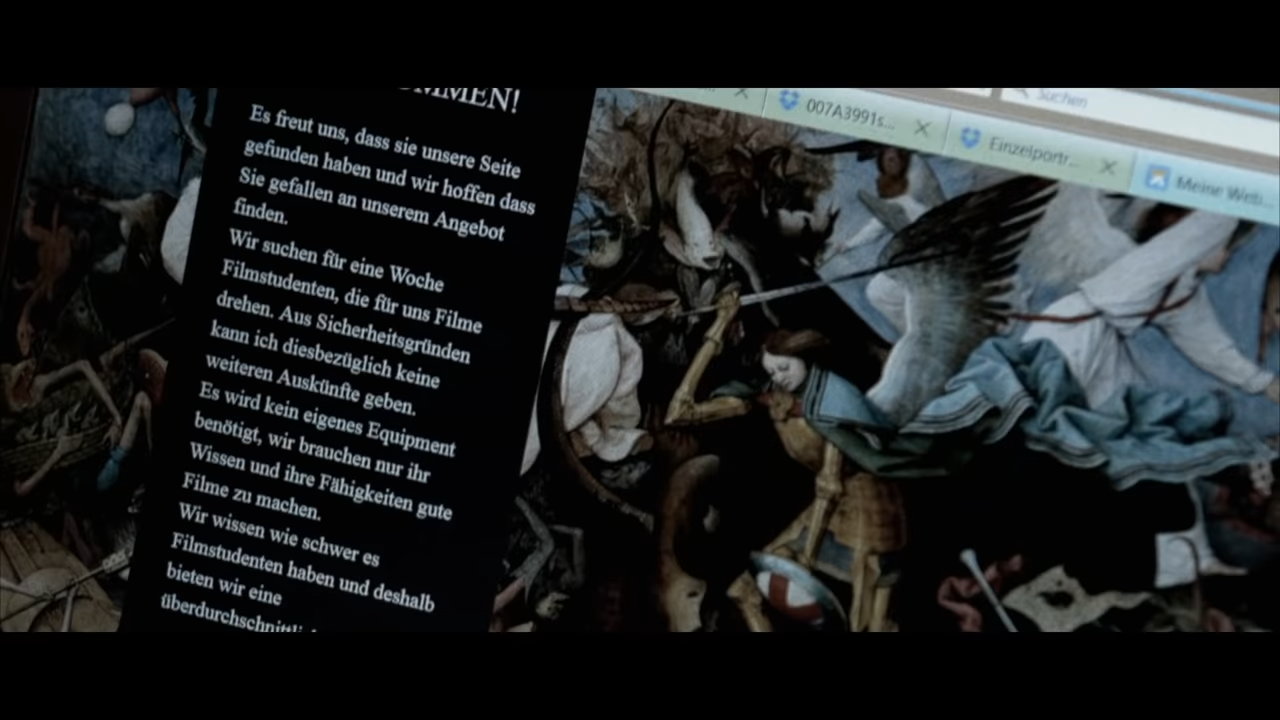 007A3991s...
Suchen
Einzelportr...
Meine Web...
Es freut uns, dass sie unsere Seite
gefunden haben und wir hoffen dass
Sie gefallen an unserem Angebot
finden.
Wir suchen für eine Woche
Filmstudenten, die für uns Filme
drehen. Aus Sicherheitsgründen
kann ich diesbezüglich keine
weiteren Auskünfte geben.
Es wird kein eigenes Equipment
benötigt, wir brauchen nur ihr
Wissen und ihre Fähigkeiten gute
Filme zu machen.
Wir wissen wie schwer es
Filmstudenten haben und deshalb
bieten wir eine